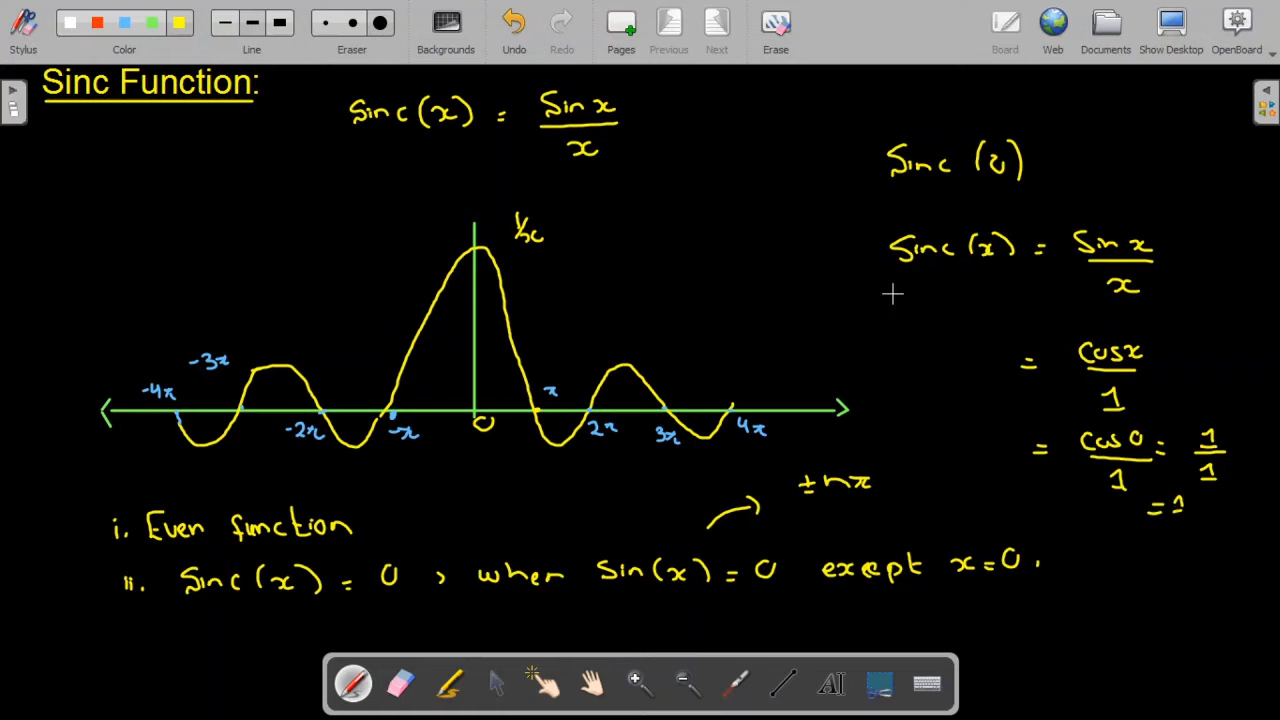 Stylus
Color
Line
Eraser
Backgrounds
Undo
Redo
Pages
Previous
Next
Erase
Board
Web
Documents
Show Desktop
OpenBoard
Sinc Function:
Sinc(x) = Sin x / x
Sinc (0)
Sinc(x) = Sin x / x
= cos x / 1
= cos 0 / 1 = 1 / 1
= 1
-4π
-3π
-2π
-π
0
π
2π
3π
4π
±nπ
i. Even function
ii. Sinc(x) = 0 , when Sin(x) = 0 except x = 0 .
AI